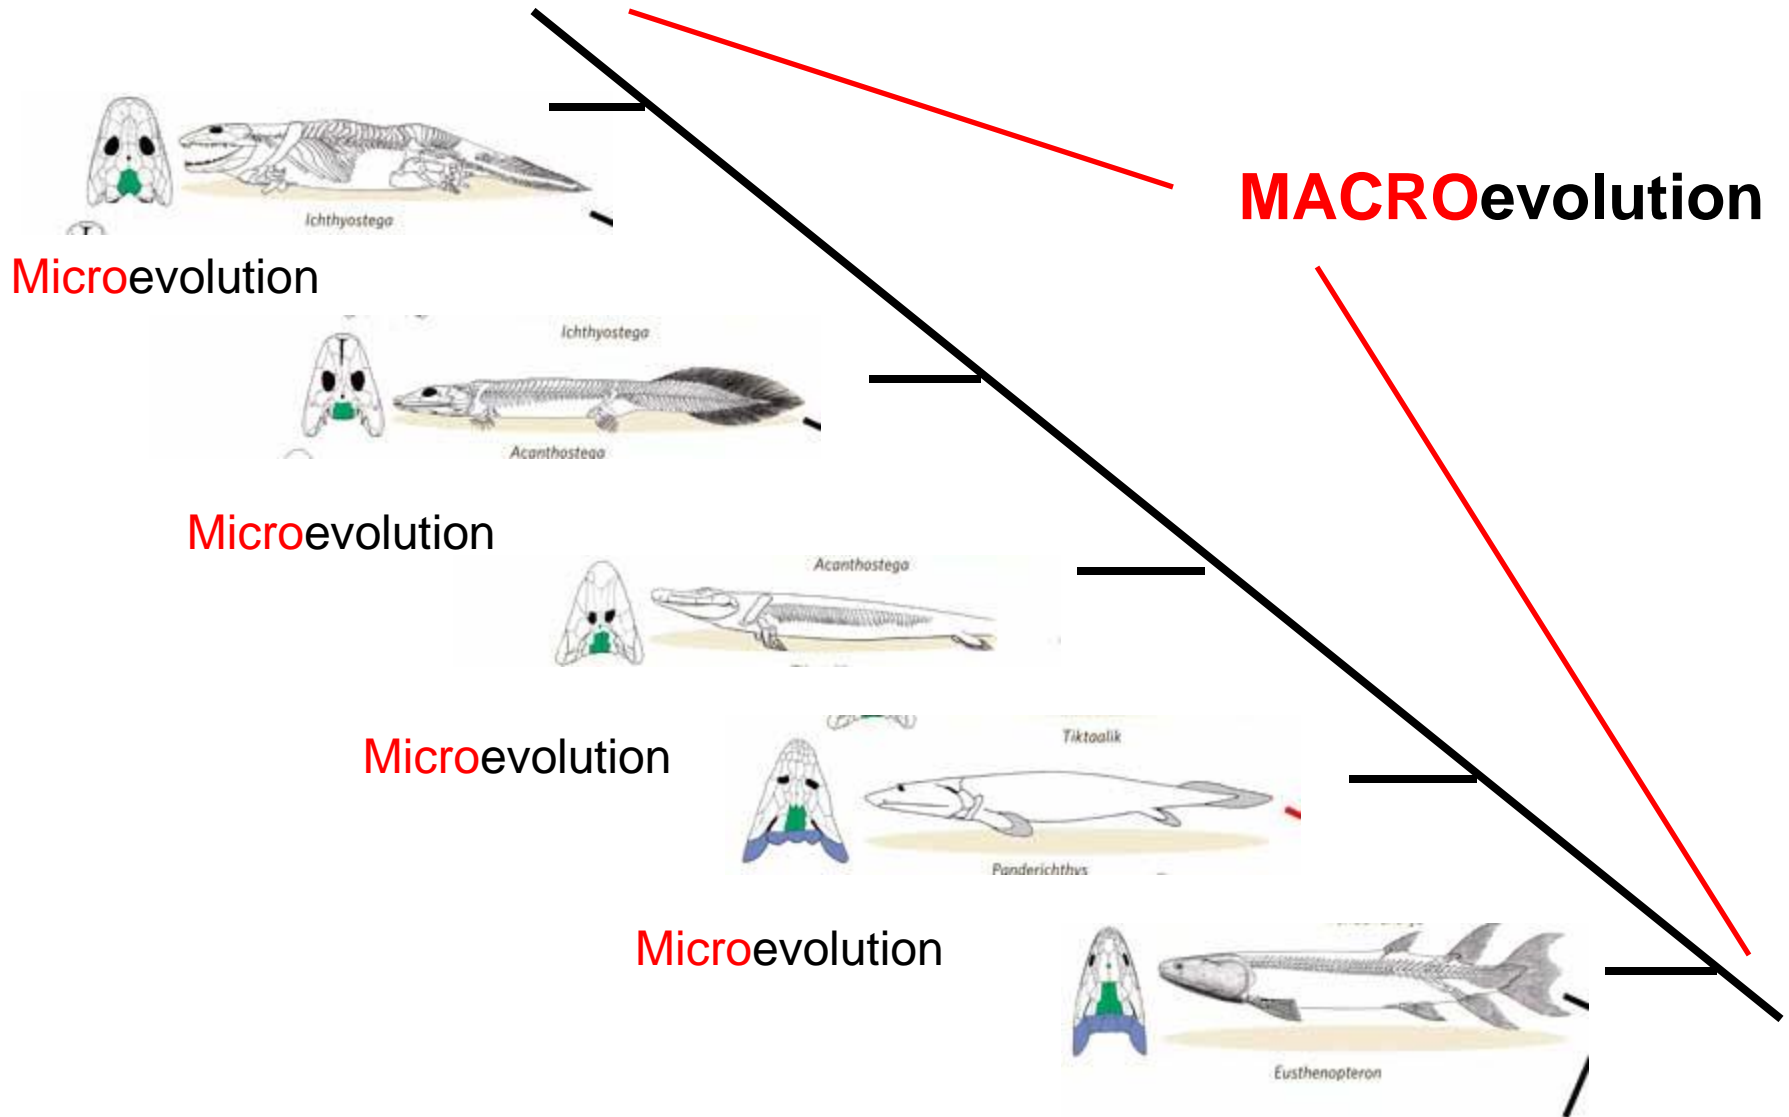 MACROevolution
Ichthyostega
Microevolution
Ichthyostega
Acanthostega
Microevolution
Acanthostega
Microevolution
Tiktaalik
Panderichthys
Microevolution
Eusthenopteron